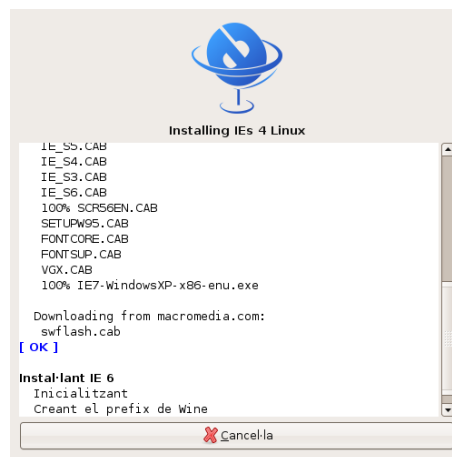 Installing IEs 4 Linux
IE_S5.CAB
IE_S4.CAB
IE_S3.CAB
IE_S6.CAB
100% SCR56EN.CAB
SETUPW95.CAB
FONTCORE.CAB
FONTSUP.CAB
VGX.CAB
100% IE7-WindowsXP-x86-enu.exe
Downloading from macromedia.com:
swflash.cab
[ OK ]
Instal·lant IE 6
Inicialitzant
Creant el prefix de Wine
Cancel·la